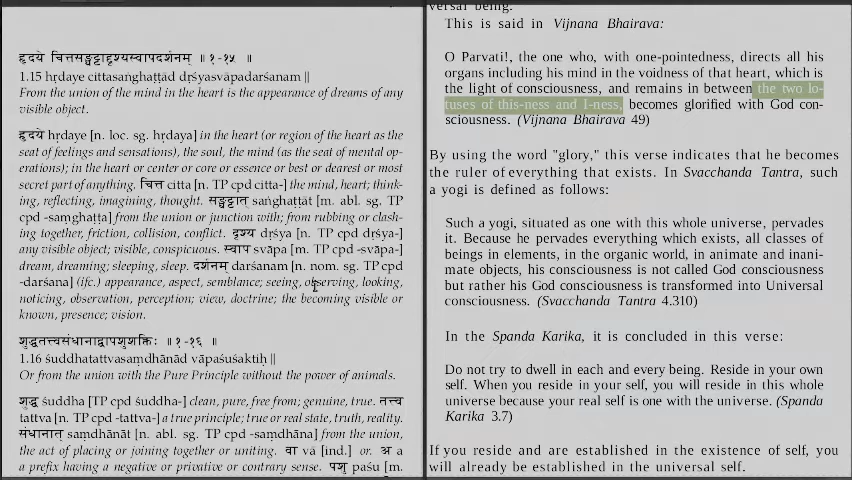 हृदये चित्तसङ्घट्टाद्दृश्यस्वापदर्शनम् ॥ १-१५ ॥
1.15 hṛdaye cittasaṅghaṭṭād dṛśyasvāpadarśanam ||
From the union of the mind in the heart is the appearance of dreams of any
visible object.
हृदये hṛdaye [n. loc. sg. hṛdaya] in the heart (or region of the heart as the
seat of feelings and sensations), the soul, the mind (as the seat of mental op-
erations); in the heart or center or core or essence or best or dearest or most
secret part of anything. चित्त citta [n. TP cpd citta-] the mind, heart; think-
ing, reflecting, imagining, thought. सङ्घट्टात् saṅghaṭṭāt [m. abl. sg. TP
cpd -saṃghaṭṭa] from the union or junction with; from rubbing or clash-
ing together, friction, collision, conflict. दृश्य dṛśya [n. TP cpd dṛśya-]
any visible object; visible, conspicuous. स्वाप svāpa [m. TP cpd -svāpa-]
dream, dreaming; sleeping, sleep. दर्शनम् darśanam [n. nom. sg. TP cpd
-darśana] (ifc.) appearance, aspect, semblance; seeing, observing, looking,
noticing, observation, perception; view, doctrine; the becoming visible or
known, presence; vision.
शुद्धतत्त्वसंधानाद्वापशुशक्तिः ॥ १-१६ ॥
1.16 śuddhatattvasaṃdhānād vāpaśuśaktiḥ ||
Or from the union with the Pure Principle without the power of animals.
शुद्ध śuddha [TP cpd śuddha-] clean, pure, free from; genuine, true. तत्त्व
tattva [n. TP cpd -tattva-] a true principle; true or real state, truth, reality.
संधानात् saṃdhānāt [n. abl. sg. TP cpd -saṃdhāna] from the union,
the act of placing or joining together or uniting. वा vā [ind.] or. अ a
a prefix having a negative or privative or contrary sense. पशु paśu [m.
versal being.
This is said in Vijnana Bhairava:
O Parvati!, the one who, with one-pointedness, directs all his
organs including his mind in the voidness of that heart, which is
the light of consciousness, and remains in between the two lo-
tuses of this-ness and I-ness, becomes glorified with God con-
sciousness. (Vijnana Bhairava 49)
By using the word "glory," this verse indicates that he becomes
the ruler of everything that exists. In Svacchanda Tantra, such
a yogi is defined as follows:
Such a yogi, situated as one with this whole universe, pervades
it. Because he pervades everything which exists, all classes of
beings in elements, in the organic world, in animate and inani-
mate objects, his consciousness is not called God consciousness
but rather his God consciousness is transformed into Universal
consciousness. (Svacchanda Tantra 4.310)
In the Spanda Karika, it is concluded in this verse:
Do not try to dwell in each and every being. Reside in your own
self. When you reside in your self, you will reside in this whole
universe because your real self is one with the universe. (Spanda
Karika 3.7)
If you reside and are established in the existence of self, you
will already be established in the universal self.